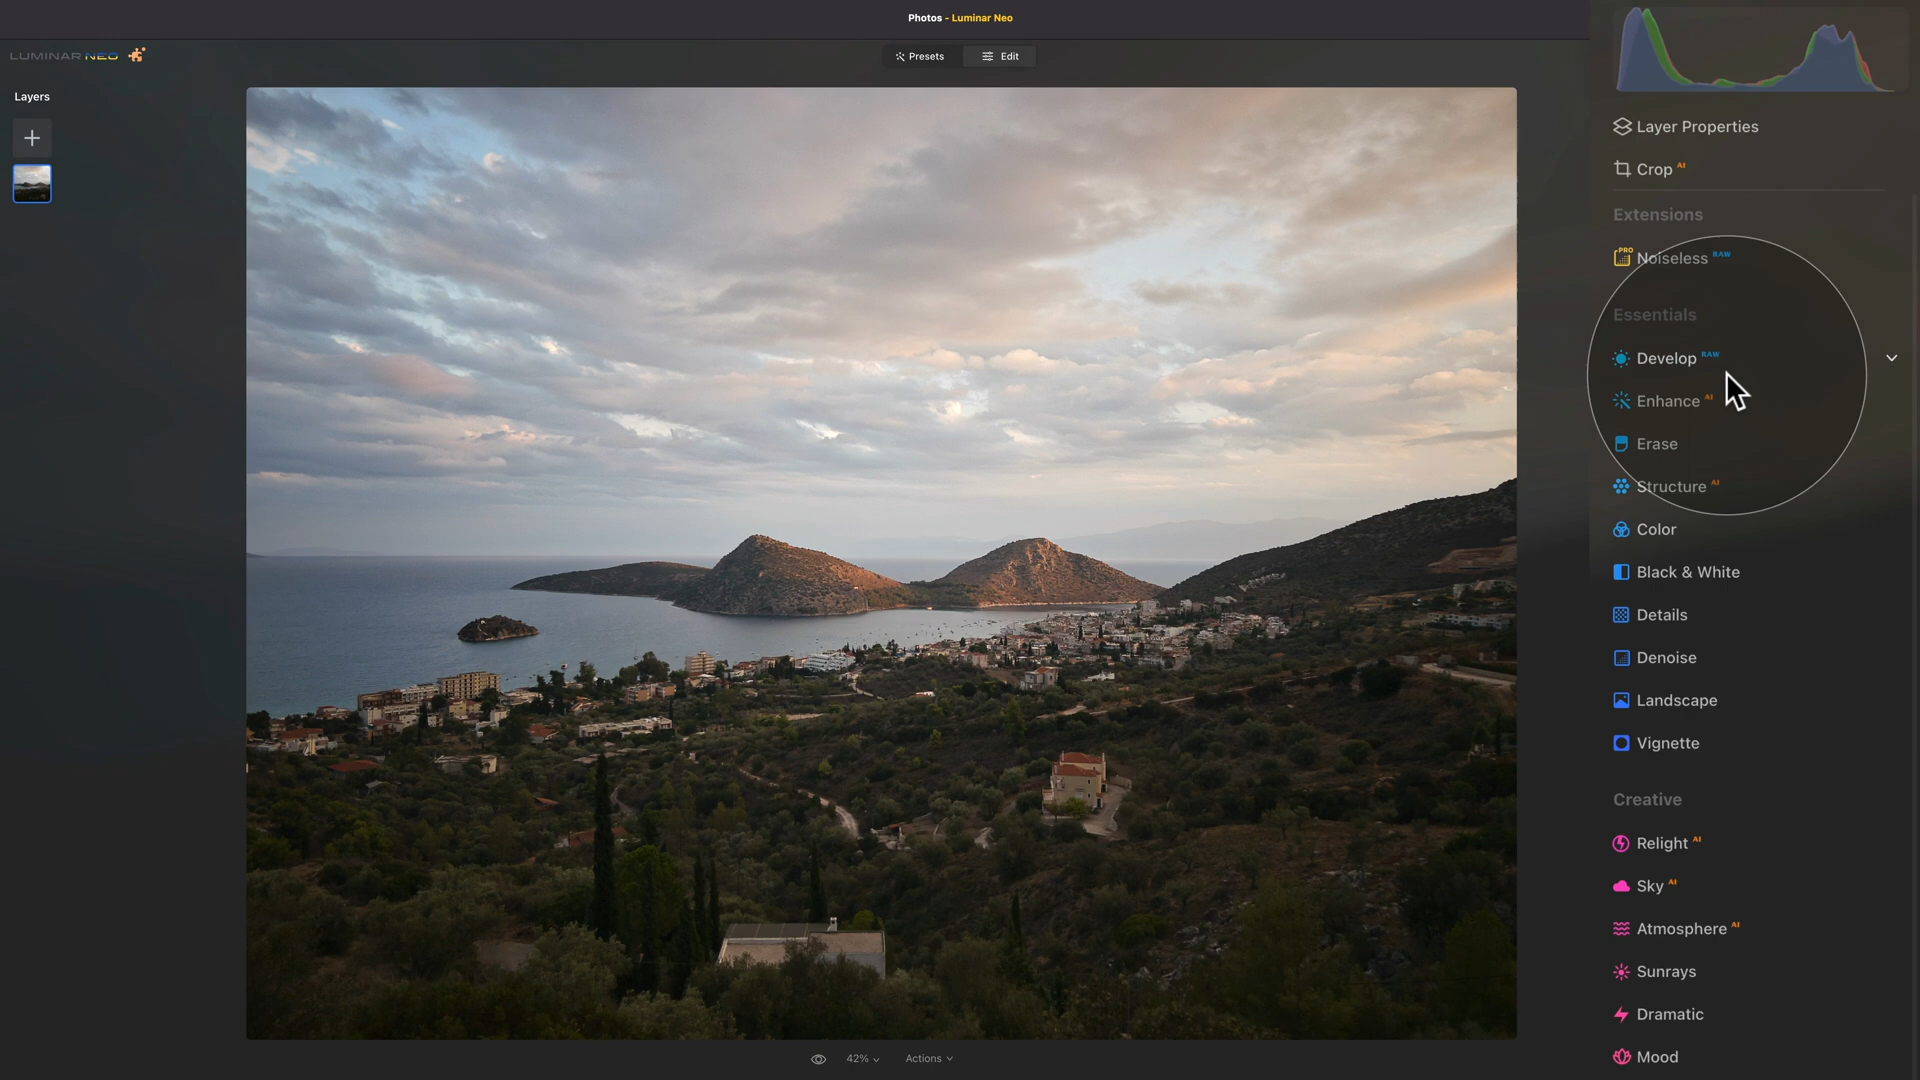 Photos - Luminar Neo
LUMINAR NEO
Presets
Edit
Layers
Layer Properties
Crop AI
Extensions
PRO
Noiseless RAW
Essentials
Develop RAW
Enhance AI
Erase
Structure AI
Color
Black & White
Details
Denoise
Landscape
Vignette
Creative
Relight AI
Sky AI
Atmosphere AI
Sunrays
Dramatic
Mood
42%
Actions